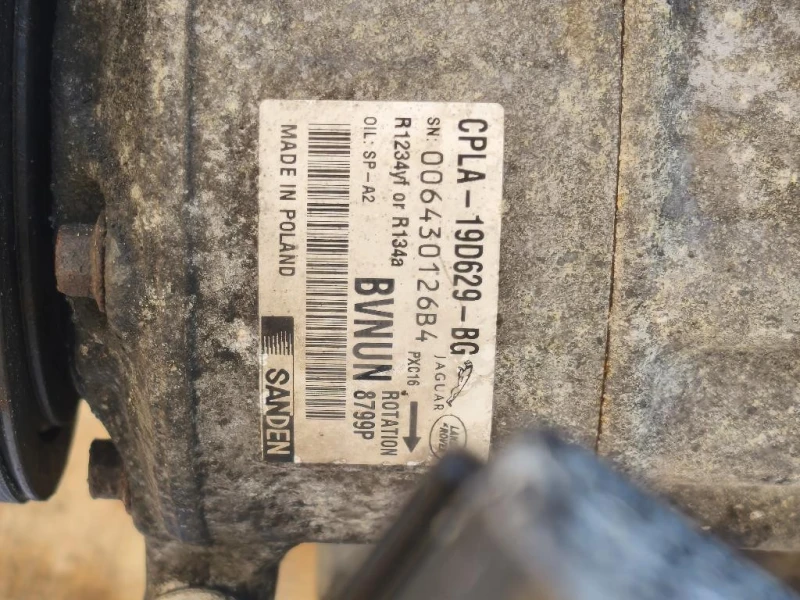 CPLA-19D629-BG
SN: 006430126B4
JAGUAR
LAND ROVER
R1234yf or R134a
PXC16
OIL: SP-A2
BVNUN
ROTATION
8799P
MADE IN POLAND
SANDEN